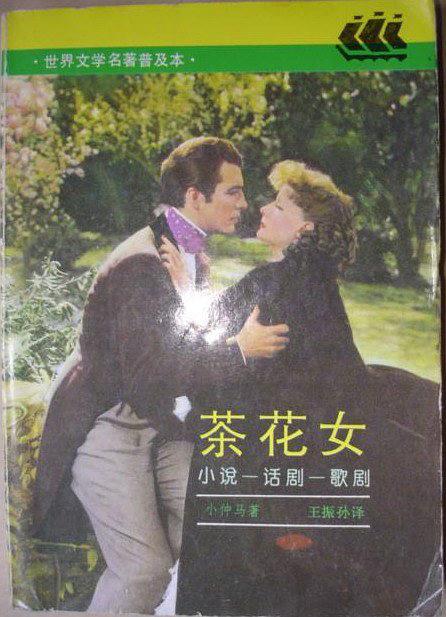 ·世界文学名著普及本·
茶花女
小说－话剧－歌剧
小仲马著 王振孙译